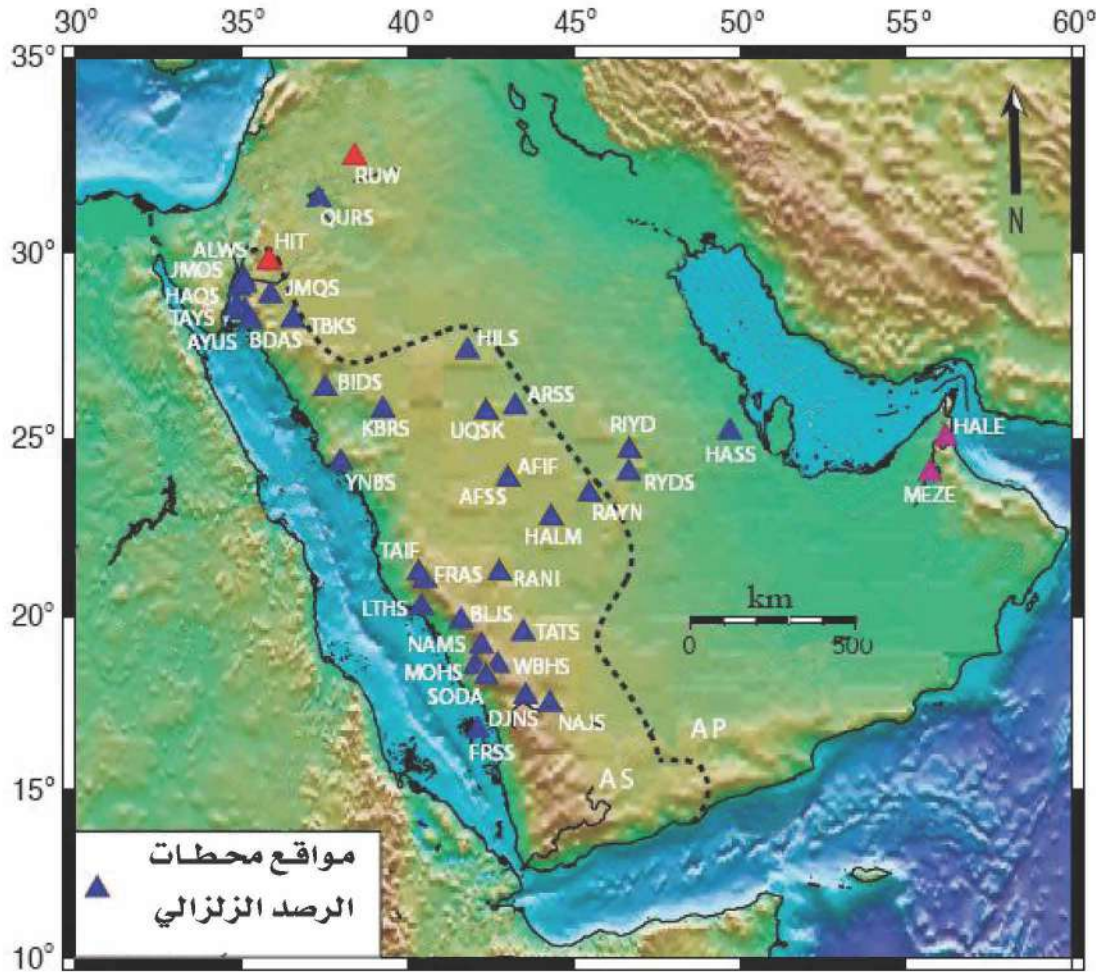 30° 35° 40° 45° 50° 55° 60°
35°
RUW
QURS
N
30°
HIT
ALWS
JMOS
JMQS
HAQS
TAYS
TBKS
AYUS
BDAS
HILS
BIDS
ARSS
KBRS
UQSK
RIYD
HALE
25°
HASS
AFIF
YNBS
AFSS
RYDS
MEZE
RAYN
HALM
TAIF
FRAS
RANI
km
LTHS
BLJS
20°
TATS
0 500
NAMS
MOHS
WBHS
SODA
DJNS
NAJS
AP
FRSS
AS
15°
مواقع محطات
الرصد الزلزالي
10°